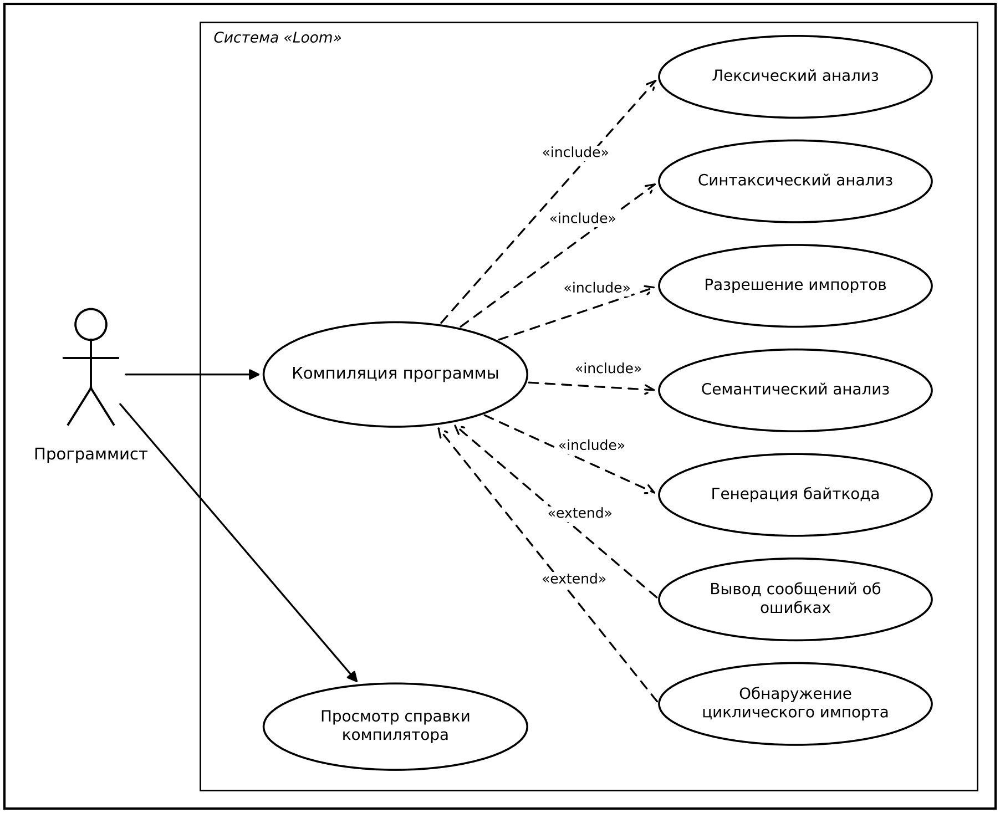 Система «Loom»
Лексический анализ
«include»
Синтаксический анализ
«include»
Разрешение импортов
«include»
Компиляция программы
«include»
Семантический анализ
Программист
«include»
Генерация байткода
«extend»
Вывод сообщений об
ошибках
«extend»
Обнаружение
циклического импорта
Просмотр справки
компилятора